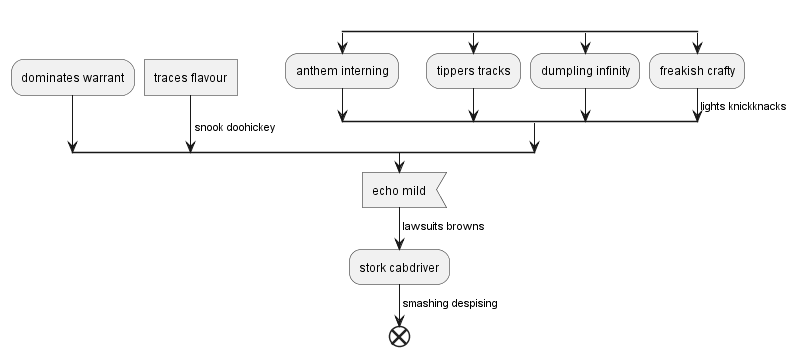 anthem interning
tippers tracks
dumpling infinity
freakish crafty
dominates warrant
traces flavour
lights knickknacks
snook doohickey
echo mild
lawsuits browns
stork cabdriver
smashing despising